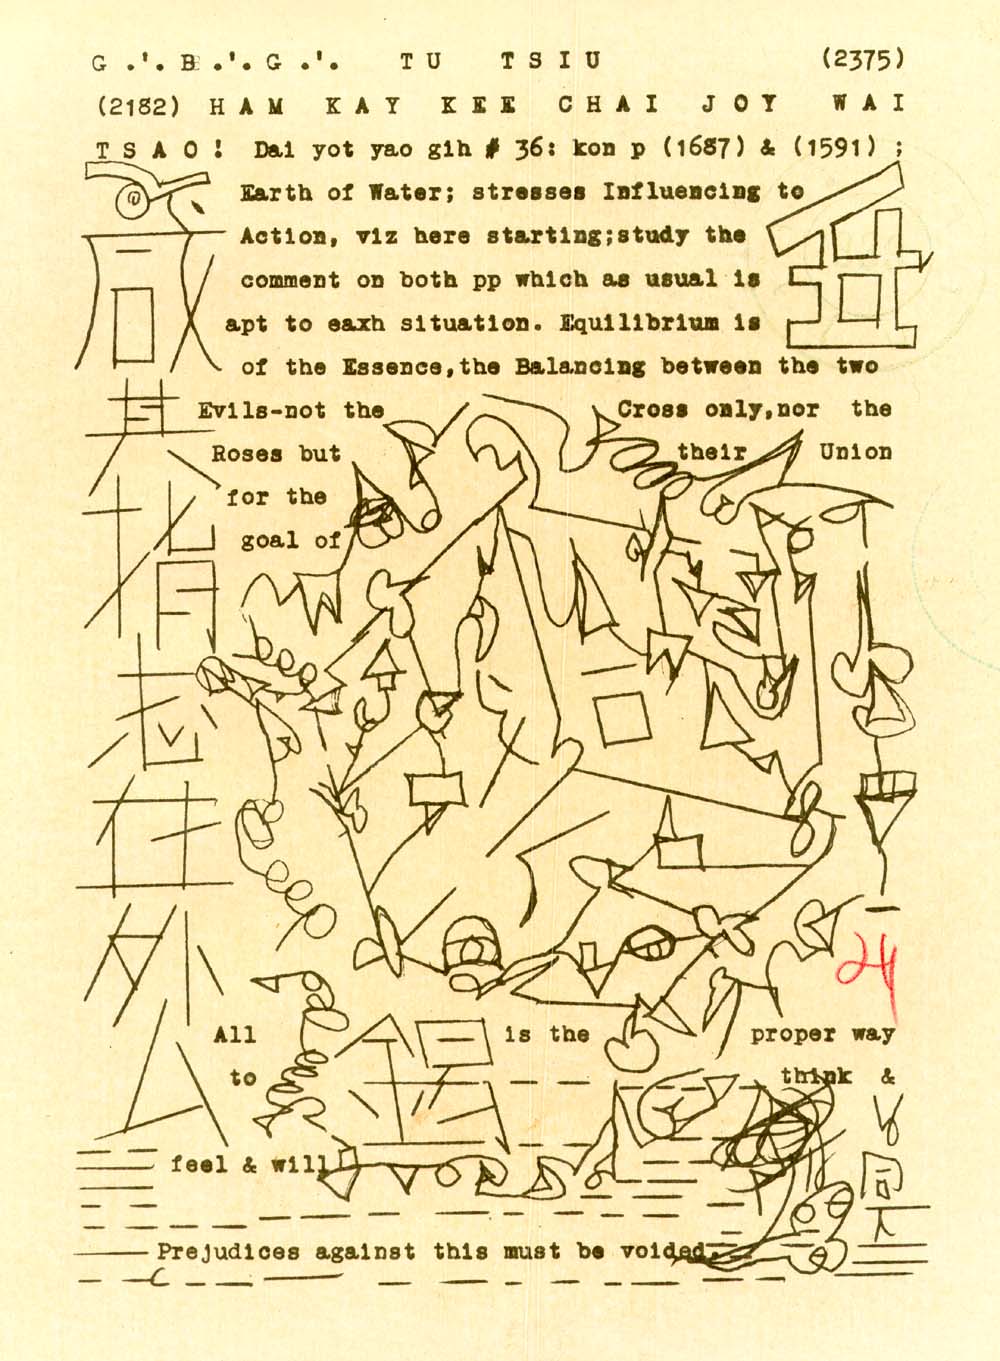 G .'. B .'. G .'. TU TSIU (2375)
(2182) HAM KAY KEE CHAI JOY WAI
TSAO! Dai yot yao gih # 36: kon p (1687) & (1591) ;
Earth of Water; stresses Influencing to
Action, viz here starting;study the
comment on both pp which as usual is
apt to eaxh situation. Equilibrium is
of the Essence,the Balancing between the two
Evils-not the Cross only,nor the
Roses but their Union
for the
goal of
All is the proper way
to think &
feel & will
Prejudices against this must be voided.
24